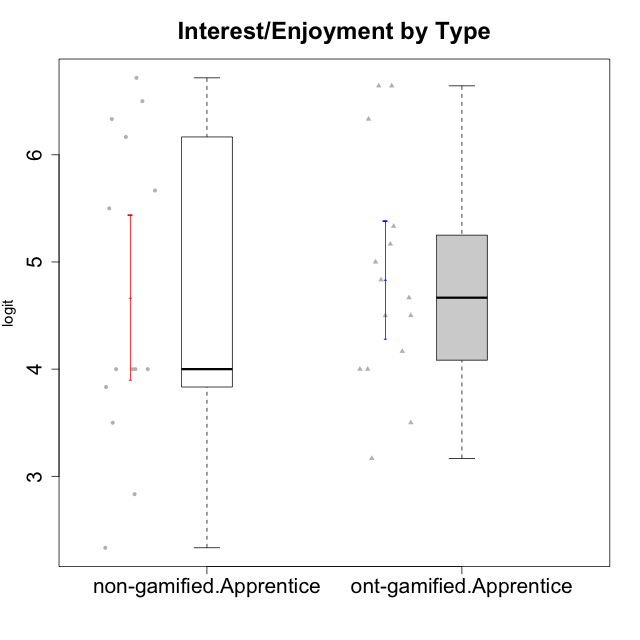 Interest/Enjoyment by Type
6
5
4
3
logit
non-gamified.Apprentice
ont-gamified.Apprentice